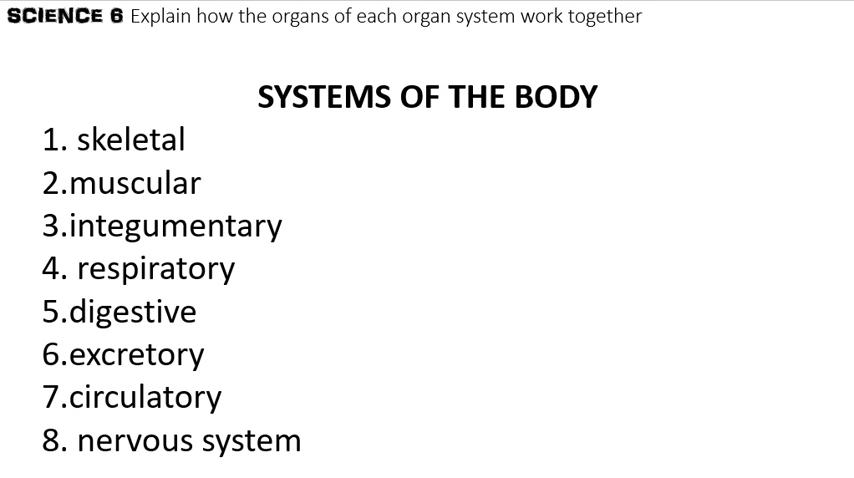 SCIENCE 6 Explain how the organs of each organ system work together
SYSTEMS OF THE BODY
1. skeletal
2.muscular
3.integumentary
4. respiratory
5.digestive
6.excretory
7.circulatory
8. nervous system